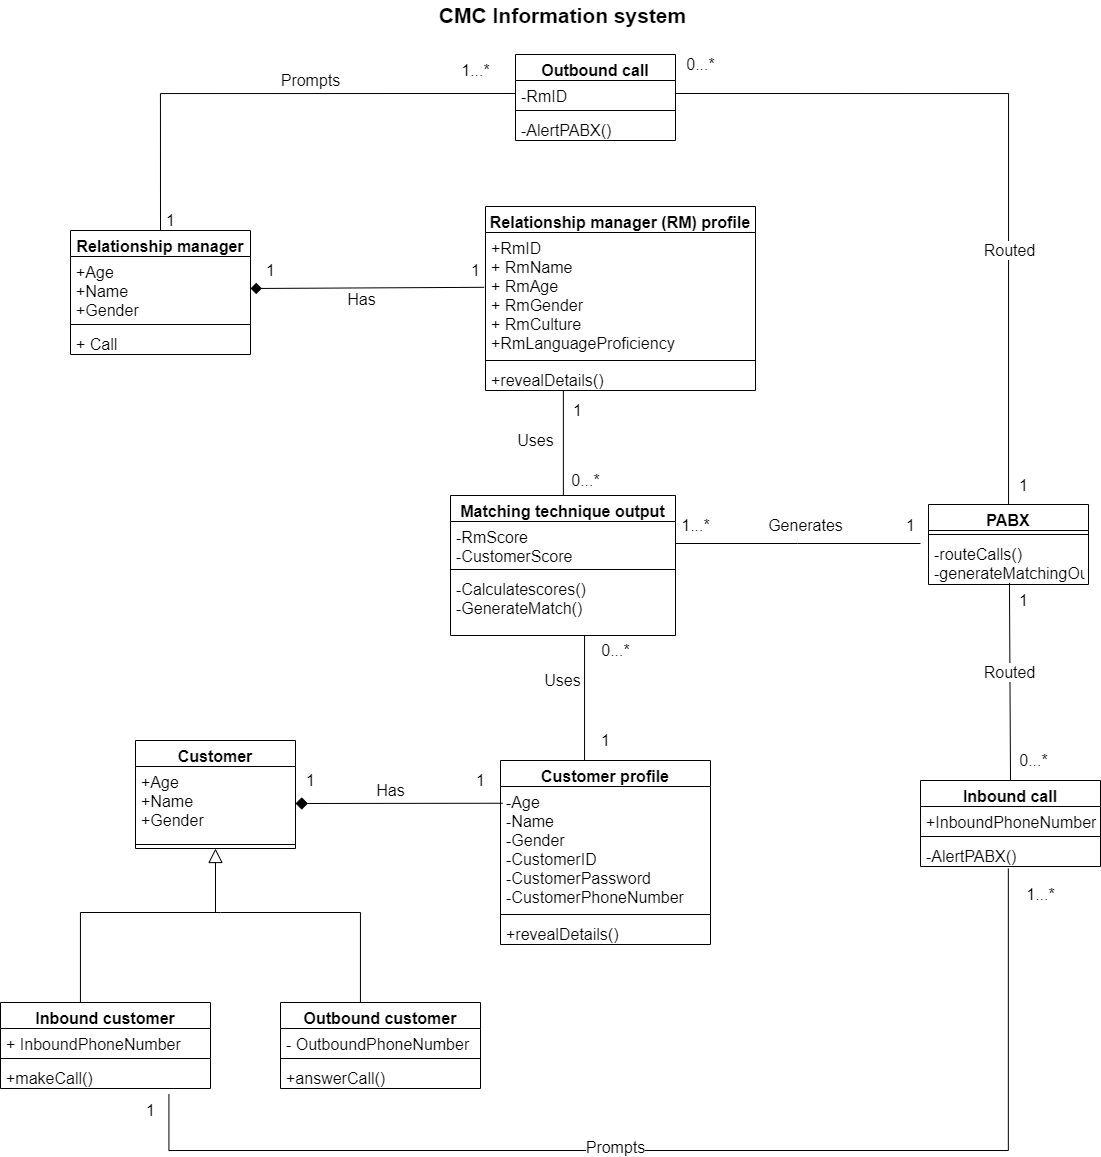 CMC Information system
Prompts
1...*
Outbound call
0...*
-RmID
-AlertPABX()
1
Relationship manager
+Age
+Name
+Gender
+ Call
1
Has
1
Relationship manager (RM) profile
+RmID
+ RmName
+ RmAge
+ RmGender
+ RmCulture
+RmLanguageProficiency
+revealDetails()
Routed
1
1
Uses
0...*
Matching technique output
-RmScore
-CustomerScore
-Calculatescores()
-GenerateMatch()
1...*
Generates
1
PABX
-routeCalls()
-generateMatchingOu
1
Routed
0...*
0...*
Uses
1
Customer
+Age
+Name
+Gender
1
Has
1
Customer profile
-Age
-Name
-Gender
-CustomerID
-CustomerPassword
-CustomerPhoneNumber
+revealDetails()
Inbound call
+InboundPhoneNumber
-AlertPABX()
1...*
Inbound customer
+ InboundPhoneNumber
+makeCall()
Outbound customer
- OutboundPhoneNumber
+answerCall()
1
Prompts